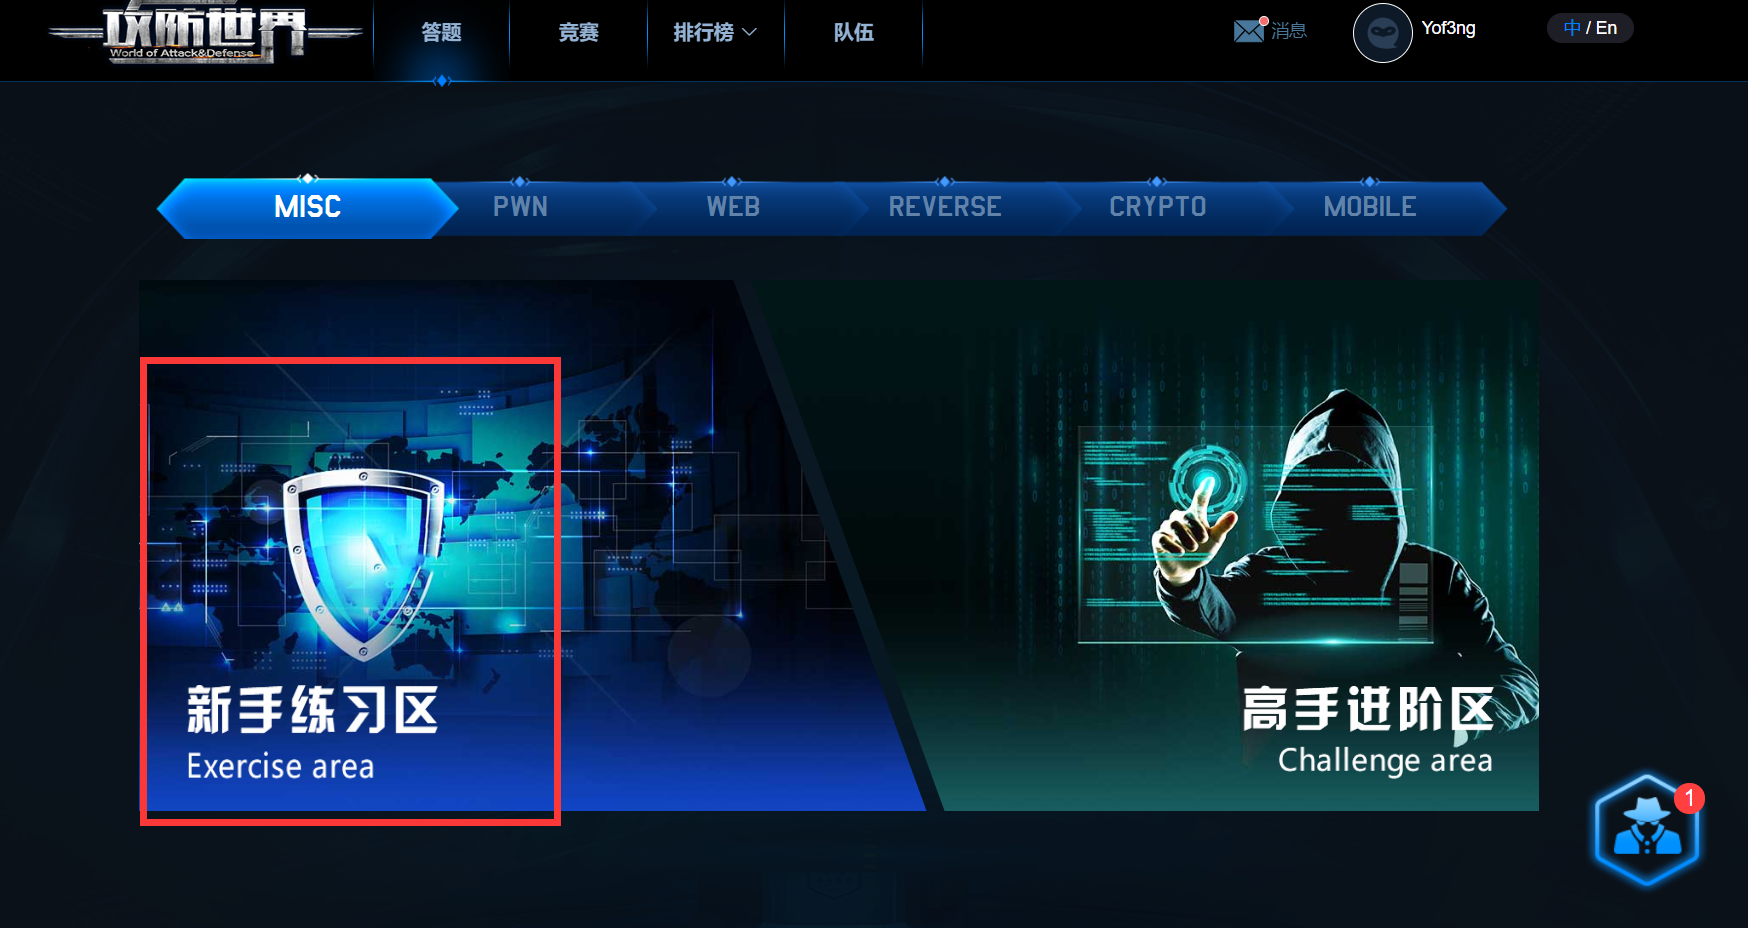 攻防世界
World of Attack&Defense
答题
竞赛
排行榜
队伍
消息
Yof3ng
中 / En
MISC
PWN
WEB
REVERSE
CRYPTO
MOBILE
新手练习区
Exercise area
高手进阶区
Challenge area
1